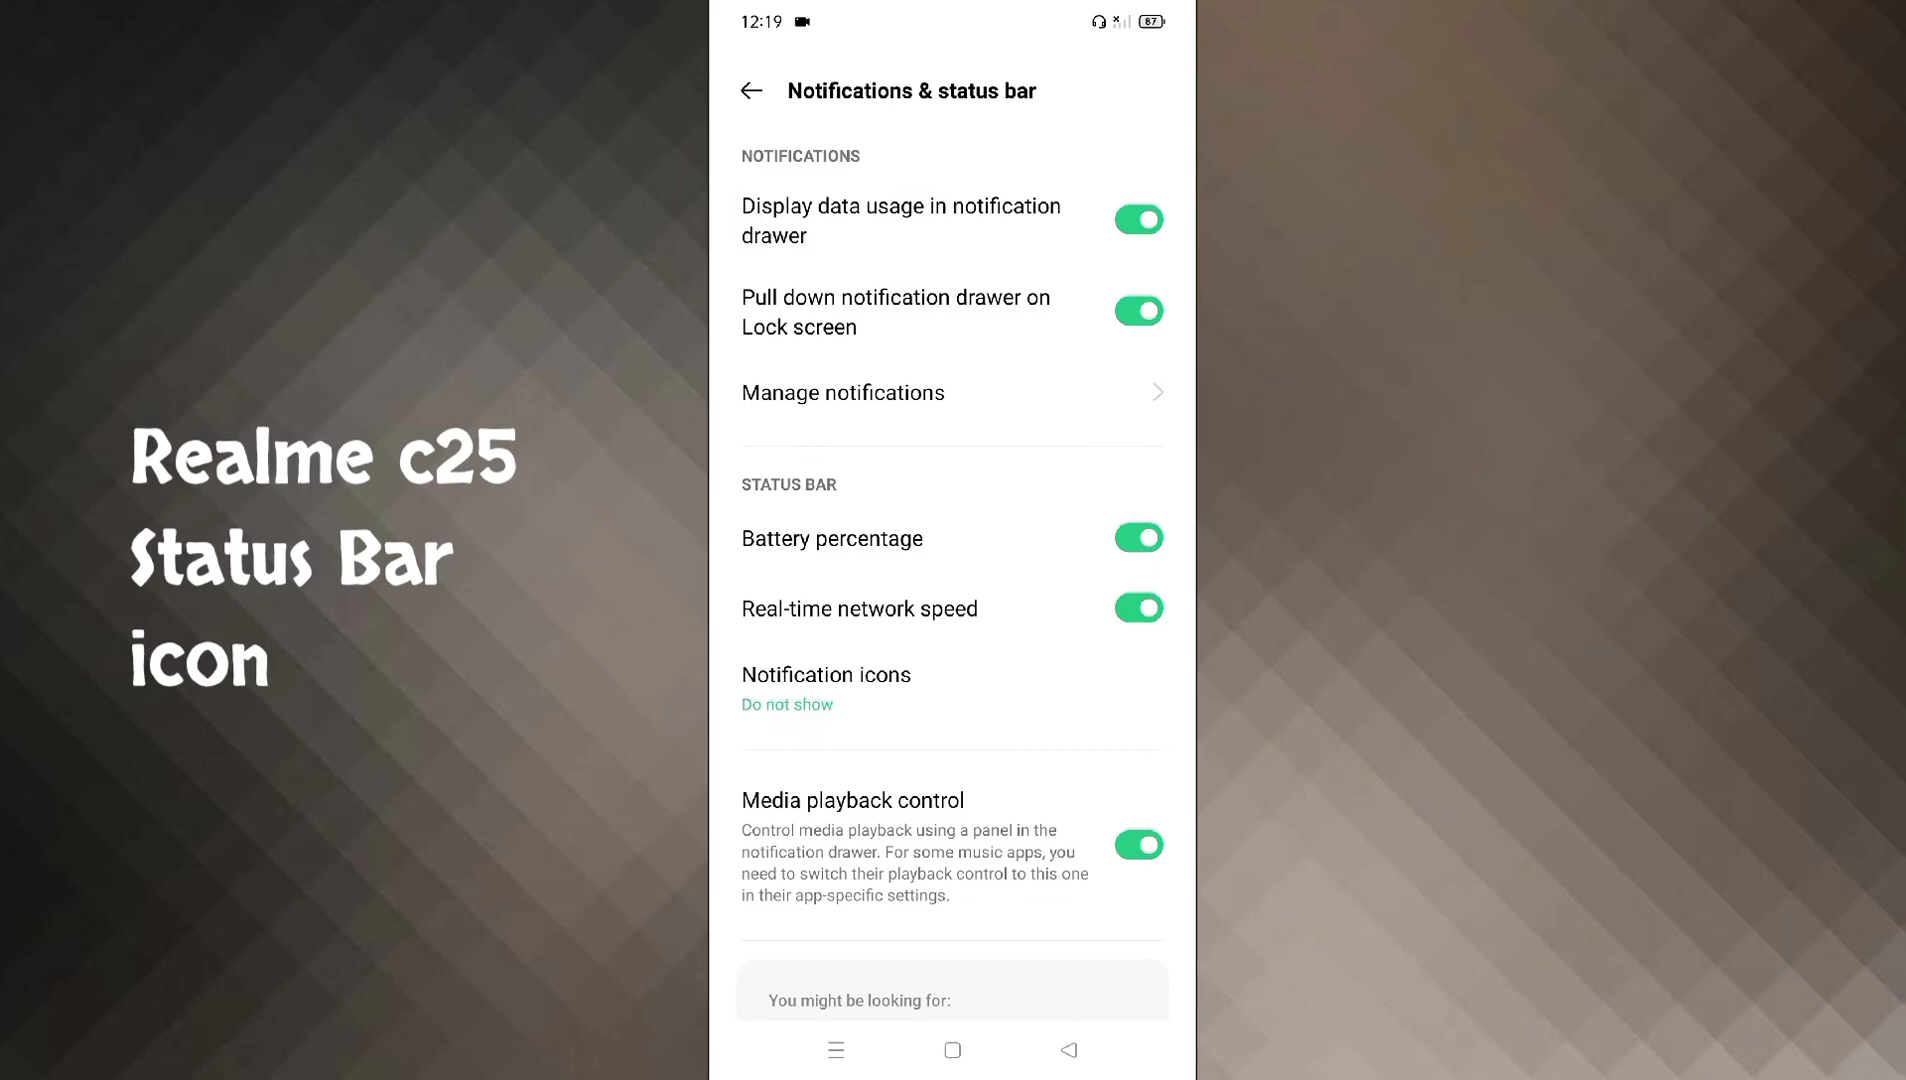 Realme c25
Status Bar
icon
12:19
87
Notifications & status bar
NOTIFICATIONS
Display data usage in notification
drawer
Pull down notification drawer on
Lock screen
Manage notifications
STATUS BAR
Battery percentage
Real-time network speed
Notification icons
Do not show
Media playback control
Control media playback using a panel in the
notification drawer. For some music apps, you
need to switch their playback control to this one
in their app-specific settings.
You might be looking for: